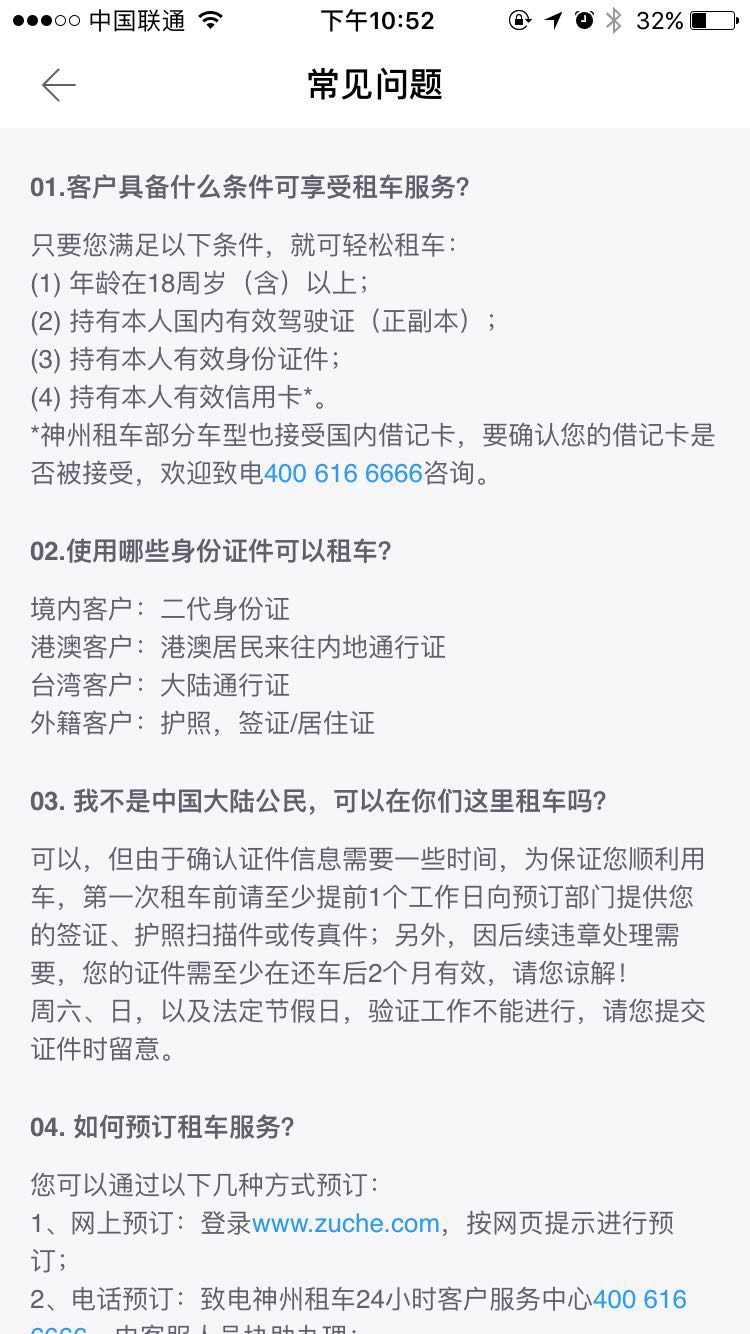 中国联通 下午10:52 32%
常见问题
01.客户具备什么条件可享受租车服务?
只要您满足以下条件，就可轻松租车：
(1) 年龄在18周岁（含）以上；
(2) 持有本人国内有效驾驶证（正副本）；
(3) 持有本人有效身份证件；
(4) 持有本人有效信用卡*。
*神州租车部分车型也接受国内借记卡，要确认您的借记卡是
否被接受，欢迎致电400 616 6666咨询。
02.使用哪些身份证件可以租车?
境内客户：二代身份证
港澳客户：港澳居民来往内地通行证
台湾客户：大陆通行证
外籍客户：护照，签证/居住证
03. 我不是中国大陆公民，可以在你们这里租车吗?
可以，但由于确认证件信息需要一些时间，为保证您顺利用
车，第一次租车前请至少提前1个工作日向预订部门提供您
的签证、护照扫描件或传真件；另外，因后续违章处理需
要，您的证件需至少在还车后2个月有效，请您谅解！
周六、日，以及法定节假日，验证工作不能进行，请您提交
证件时留意。
04. 如何预订租车服务?
您可以通过以下几种方式预订：
1、网上预订：登录www.zuche.com，按网页提示进行预
订；
2、电话预订：致电神州租车24小时客户服务中心400 616
6666，由客服人员协助办理；